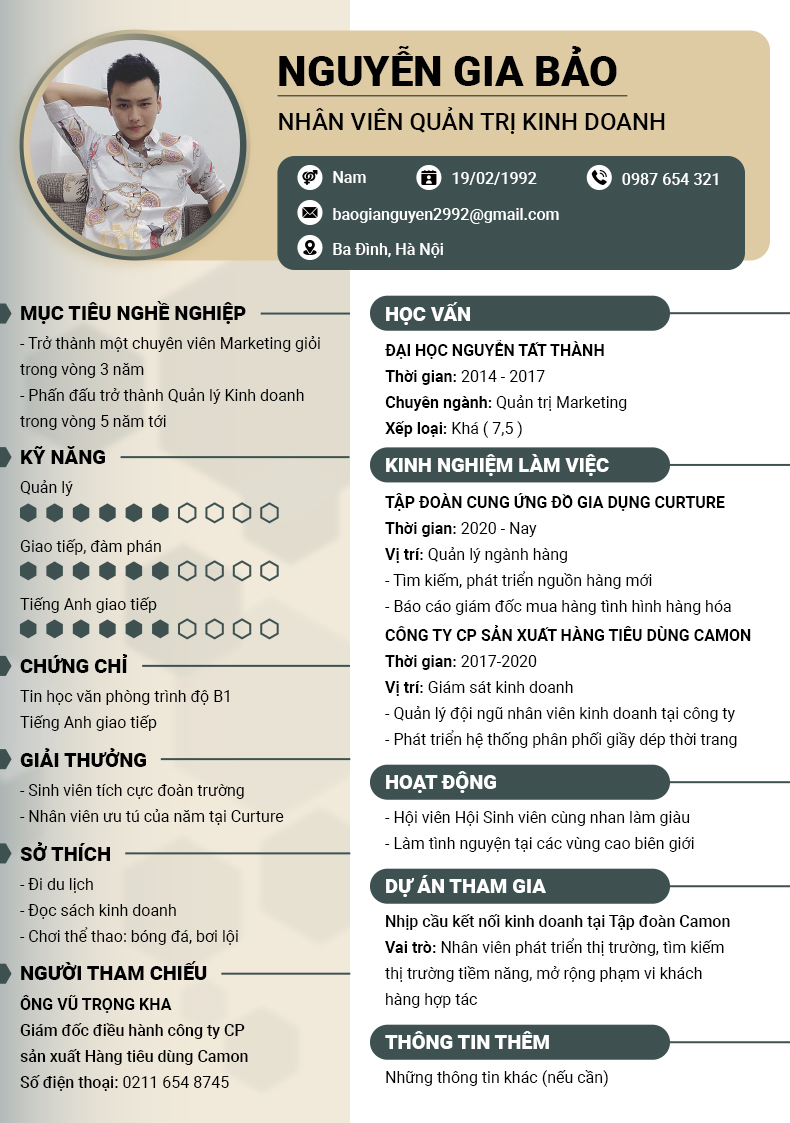 NGUYỄN GIA BẢO
NHÂN VIÊN QUẢN TRỊ KINH DOANH
Nam
19/02/1992
0987 654 321
baogianguyen2992@gmail.com
Ba Đình, Hà Nội
MỤC TIÊU NGHỀ NGHIỆP
- Trở thành một chuyên viên Marketing giỏi
trong vòng 3 năm
- Phấn đấu trở thành Quản lý Kinh doanh
trong vòng 5 năm tới
KỸ NĂNG
Quản lý
Giao tiếp, đàm phán
Tiếng Anh giao tiếp
CHỨNG CHỈ
Tin học văn phòng trình độ B1
Tiếng Anh giao tiếp
GIẢI THƯỞNG
- Sinh viên tích cực đoàn trường
- Nhân viên ưu tú của năm tại Curture
SỞ THÍCH
- Đi du lịch
- Đọc sách kinh doanh
- Chơi thể thao: bóng đá, bơi lội
NGƯỜI THAM CHIẾU
ÔNG VŨ TRỌNG KHA
Giám đốc điều hành công ty CP
sản xuất Hàng tiêu dùng Camon
Số điện thoại: 0211 654 8745
HỌC VẤN
ĐẠI HỌC NGUYỄN TẤT THÀNH
Thời gian: 2014 - 2017
Chuyên ngành: Quản trị Marketing
Xếp loại: Khá ( 7,5 )
KINH NGHIỆM LÀM VIỆC
TẬP ĐOÀN CUNG ỨNG ĐỒ GIA DỤNG CURTURE
Thời gian: 2020 - Nay
Vị trí: Quản lý ngành hàng
- Tìm kiếm, phát triển nguồn hàng mới
- Báo cáo giám đốc mua hàng tình hình hàng hóa
CÔNG TY CP SẢN XUẤT HÀNG TIÊU DÙNG CAMON
Thời gian: 2017-2020
Vị trí: Giám sát kinh doanh
- Quản lý đội ngũ nhân viên kinh doanh tại công ty
- Phát triển hệ thống phân phối giầy dép thời trang
HOẠT ĐỘNG
- Hội viên Hội Sinh viên cùng nhan làm giàu
- Làm tình nguyện tại các vùng cao biên giới
DỰ ÁN THAM GIA
Nhịp cầu kết nối kinh doanh tại Tập đoàn Camon
Vai trò: Nhân viên phát triển thị trường, tìm kiếm
thị trường tiềm năng, mở rộng phạm vi khách
hàng hợp tác
THÔNG TIN THÊM
Những thông tin khác (nếu cần)